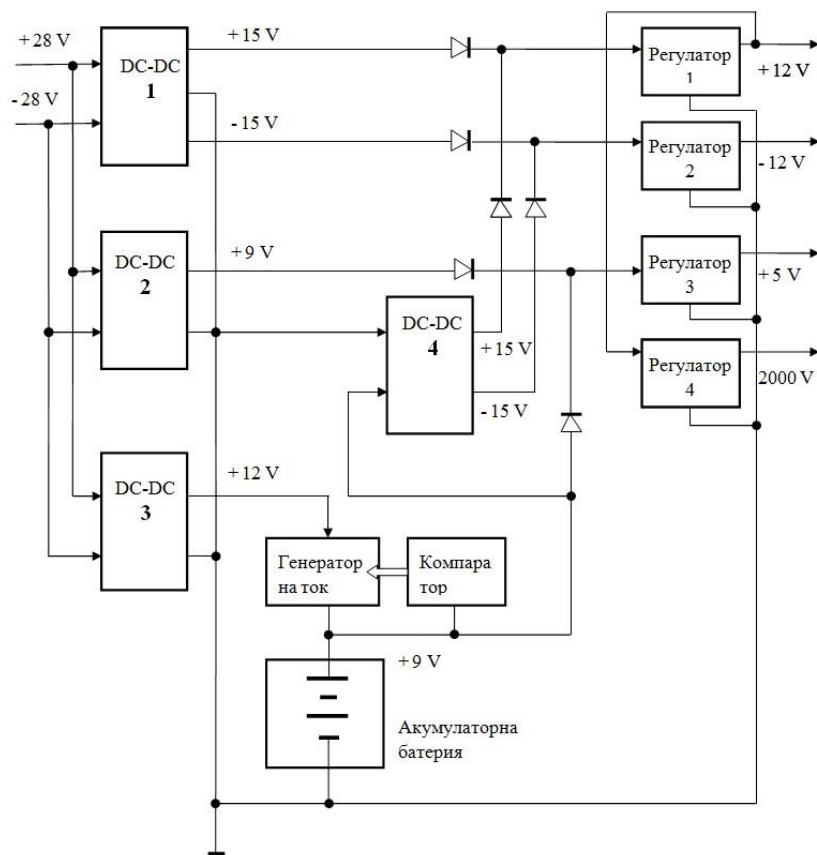 +28 V
-28 V
DC-DC
1
+15 V
-15 V
Регулатор
1
+12 V
Регулатор
2
-12 V
DC-DC
2
+9 V
DC-DC
4
+15 V
-15 V
Регулатор
3
+5 V
Регулатор
4
2000 V
DC-DC
3
+12 V
Генератор
на ток
Компара
тор
+9 V
Акумулаторна
батерия